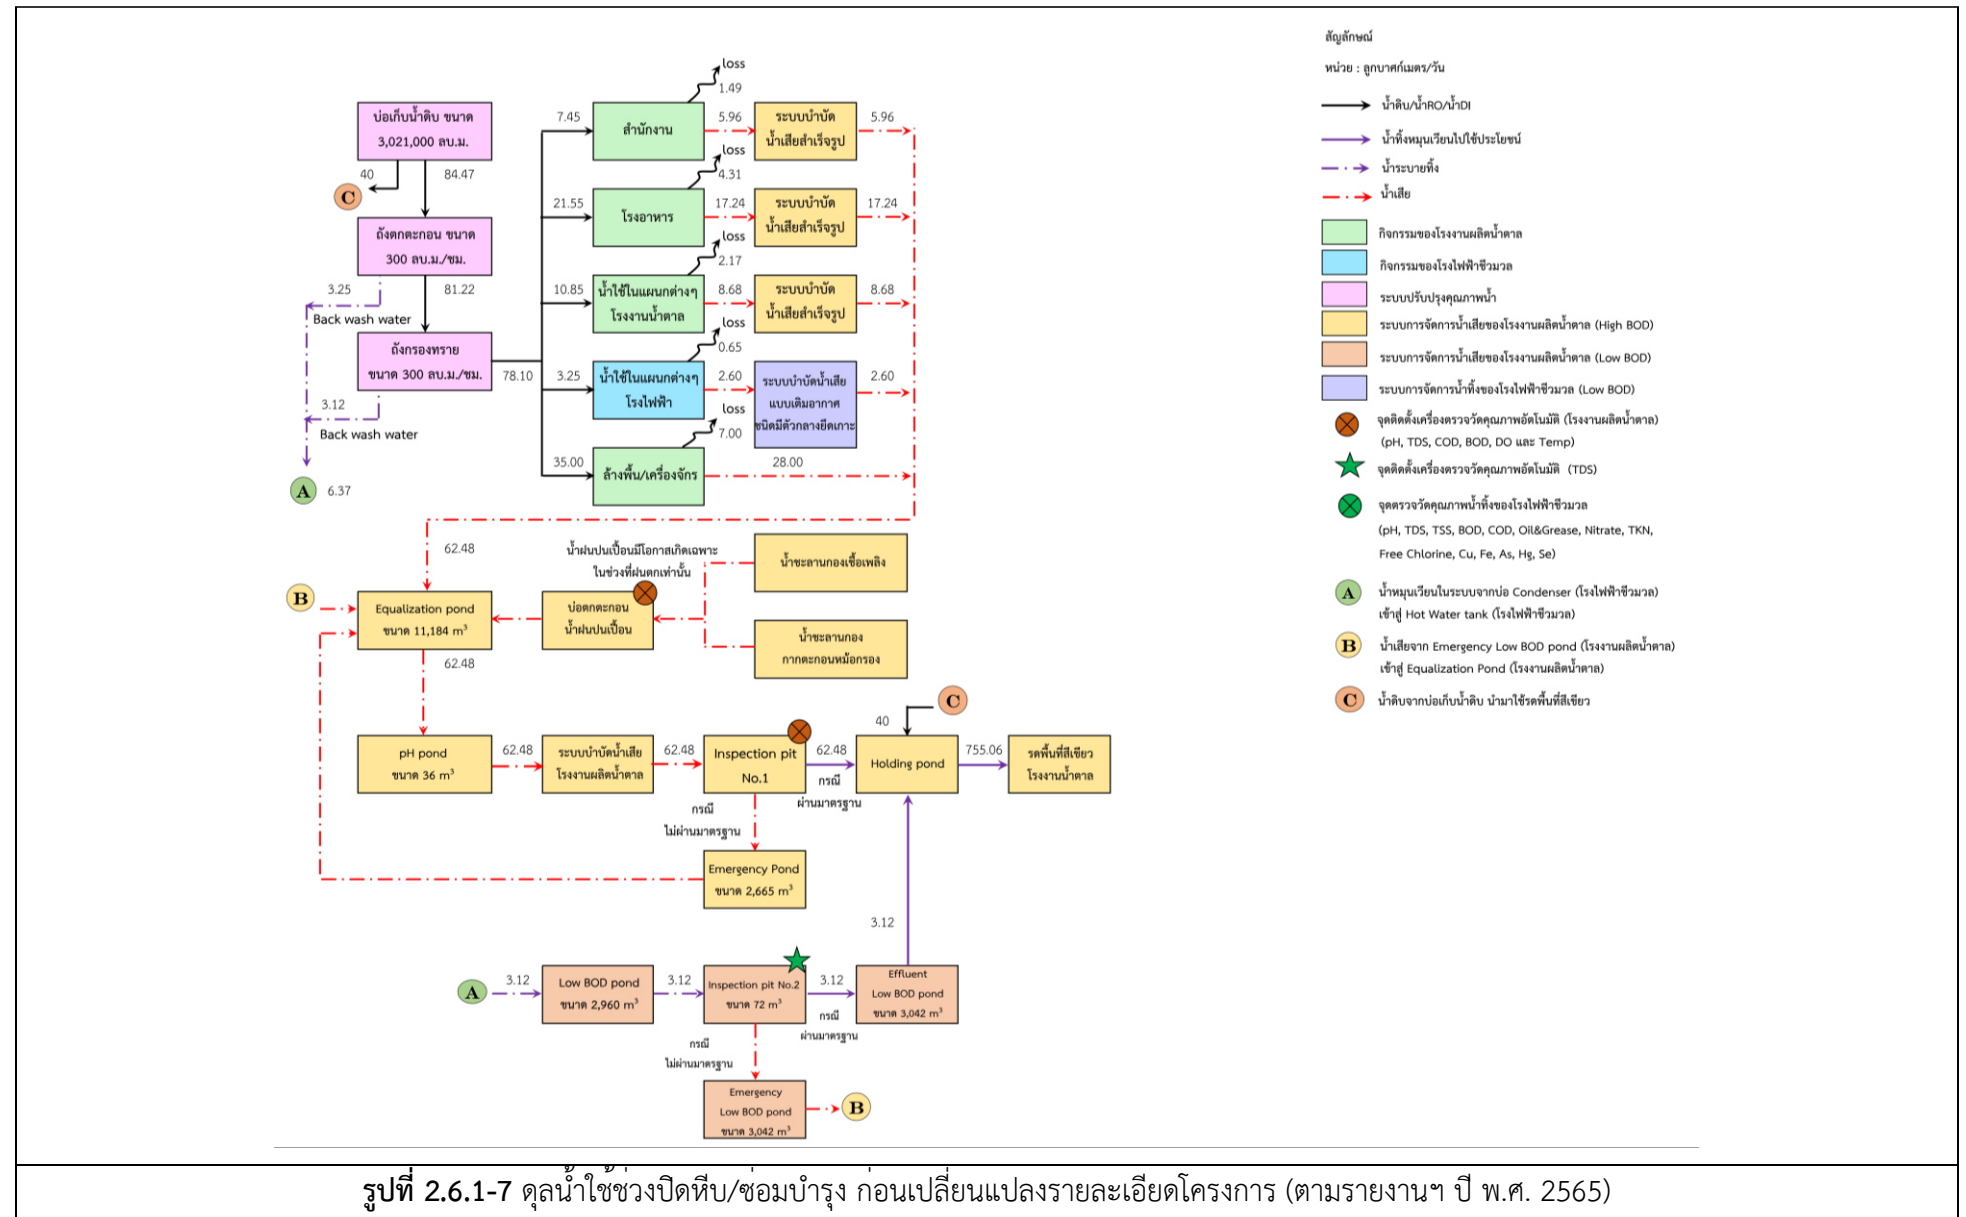 loss
1.49
บ่อเก็บน้ำดิบ ขนาด
3,021,000 ลบ.ม.
40
84.47
C
ถังตกตะกอน ขนาด
300 ลบ.ม./ชม.
3.25
81.22
Back wash water
ถังกรองทราย
ขนาด 300 ลบ.ม./ชม.
78.10
3.12
Back wash water
A
6.37
7.45
สำนักงาน
5.96
ระบบบำบัด
น้ำเสียสำเร็จรูป
5.96
loss
4.31
21.55
โรงอาหาร
17.24
ระบบบำบัด
น้ำเสียสำเร็จรูป
17.24
loss
2.17
10.85
น้ำใช้ในแผนกต่างๆ
โรงงานน้ำตาล
8.68
ระบบบำบัด
น้ำเสียสำเร็จรูป
8.68
loss
0.65
3.25
น้ำใช้ในแผนกต่างๆ
โรงไฟฟ้า
2.60
ระบบบำบัดน้ำเสีย
แบบเติมอากาศ
ชนิดมีตัวกลางยึดเกาะ
2.60
loss
7.00
35.00
ล้างพื้น/เครื่องจักร
28.00
62.48
น้ำฝนปนเปื้อนมีโอกาสเกิดเฉพาะ
ในช่วงที่ฝนตกเท่านั้น
น้ำชะลานกองเชื้อเพลิง
B
Equalization pond
ขนาด 11,184 m³
บ่อตกตะกอน
น้ำฝนปนเปื้อน
น้ำชะลานกอง
กากตะกอนหม้อกรอง
62.48
C
40
pH pond
ขนาด 36 m³
62.48
ระบบบำบัดน้ำเสีย
โรงงานผลิตน้ำตาล
62.48
Inspection pit
No.1
62.48
กรณี
ผ่านมาตรฐาน
Holding pond
755.06
รดพื้นที่สีเขียว
โรงงานน้ำตาล
กรณี
ไม่ผ่านมาตรฐาน
Emergency Pond
ขนาด 2,665 m³
3.12
A
3.12
Low BOD pond
ขนาด 2,960 m³
3.12
Inspection pit No.2
ขนาด 72 m³
3.12
กรณี
ผ่านมาตรฐาน
Effluent
Low BOD pond
ขนาด 3,042 m³
กรณี
ไม่ผ่านมาตรฐาน
Emergency
Low BOD pond
ขนาด 3,042 m³
B
สัญลักษณ์
หน่วย : ลูกบาศก์เมตร/วัน
น้ำดิบ/น้ำRO/น้ำDI
น้ำทิ้งหมุนเวียนไปใช้ประโยชน์
น้ำระบายทิ้ง
น้ำเสีย
กิจกรรมของโรงงานผลิตน้ำตาล
กิจกรรมของโรงไฟฟ้าชีวมวล
ระบบปรับปรุงคุณภาพน้ำ
ระบบการจัดการน้ำเสียของโรงงานผลิตน้ำตาล (High BOD)
ระบบการจัดการน้ำเสียของโรงงานผลิตน้ำตาล (Low BOD)
ระบบการจัดการน้ำทิ้งของโรงไฟฟ้าชีวมวล (Low BOD)
จุดติดตั้งเครื่องตรวจวัดคุณภาพอัตโนมัติ (โรงงานผลิตน้ำตาล)
(pH, TDS, COD, BOD, DO และ Temp)
จุดติดตั้งเครื่องตรวจวัดคุณภาพอัตโนมัติ (TDS)
จุดตรวจวัดคุณภาพน้ำทิ้งของโรงไฟฟ้าชีวมวล
(pH, TDS, TSS, BOD, COD, Oil&Grease, Nitrate, TKN,
Free Chlorine, Cu, Fe, As, Hg, Se)
A น้ำหมุนเวียนในระบบจากบ่อ Condenser (โรงไฟฟ้าชีวมวล)
เข้าสู่ Hot Water tank (โรงไฟฟ้าชีวมวล)
B น้ำเสียจาก Emergency Low BOD pond (โรงงานผลิตน้ำตาล)
เข้าสู่ Equalization Pond (โรงงานผลิตน้ำตาล)
C น้ำดิบจากบ่อเก็บน้ำดิบ นำมาใช้รดพื้นที่สีเขียว
รูปที่ 2.6.1-7 ดุลน้ำใช้ช่วงปิดหีบ/ซ่อมบำรุง ก่อนเปลี่ยนแปลงรายละเอียดโครงการ (ตามรายงานฯ ปี พ.ศ. 2565)